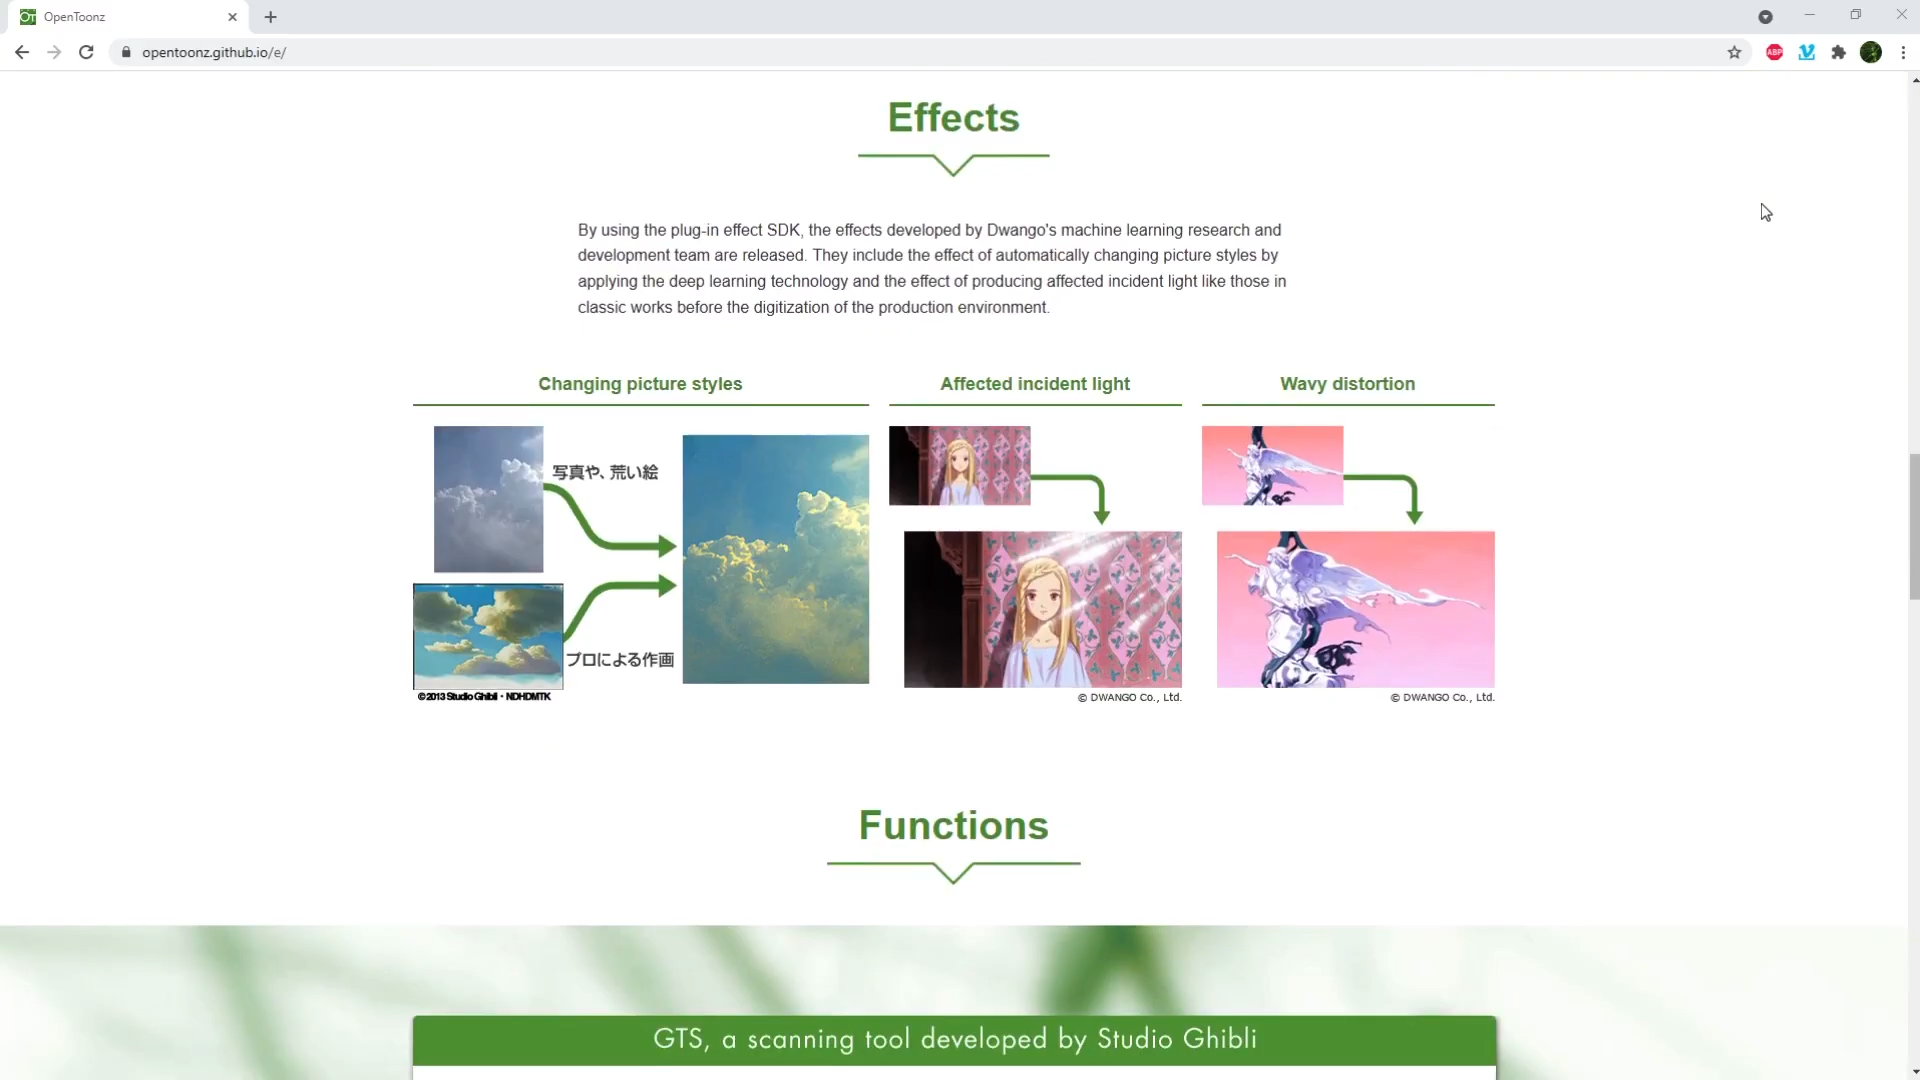 OpenToonz
opentoonz.github.io/e/
ABP
Effects
By using the plug-in effect SDK, the effects developed by Dwango's machine learning research and
development team are released. They include the effect of automatically changing picture styles by
applying the deep learning technology and the effect of producing affected incident light like those in
classic works before the digitization of the production environment.
Changing picture styles
Affected incident light
Wavy distortion
写真や、荒い絵
プロによる作画
©2013 Studio Ghibli・NDHDMTK
© DWANGO Co., Ltd.
© DWANGO Co., Ltd.
Functions
GTS, a scanning tool developed by Studio Ghibli